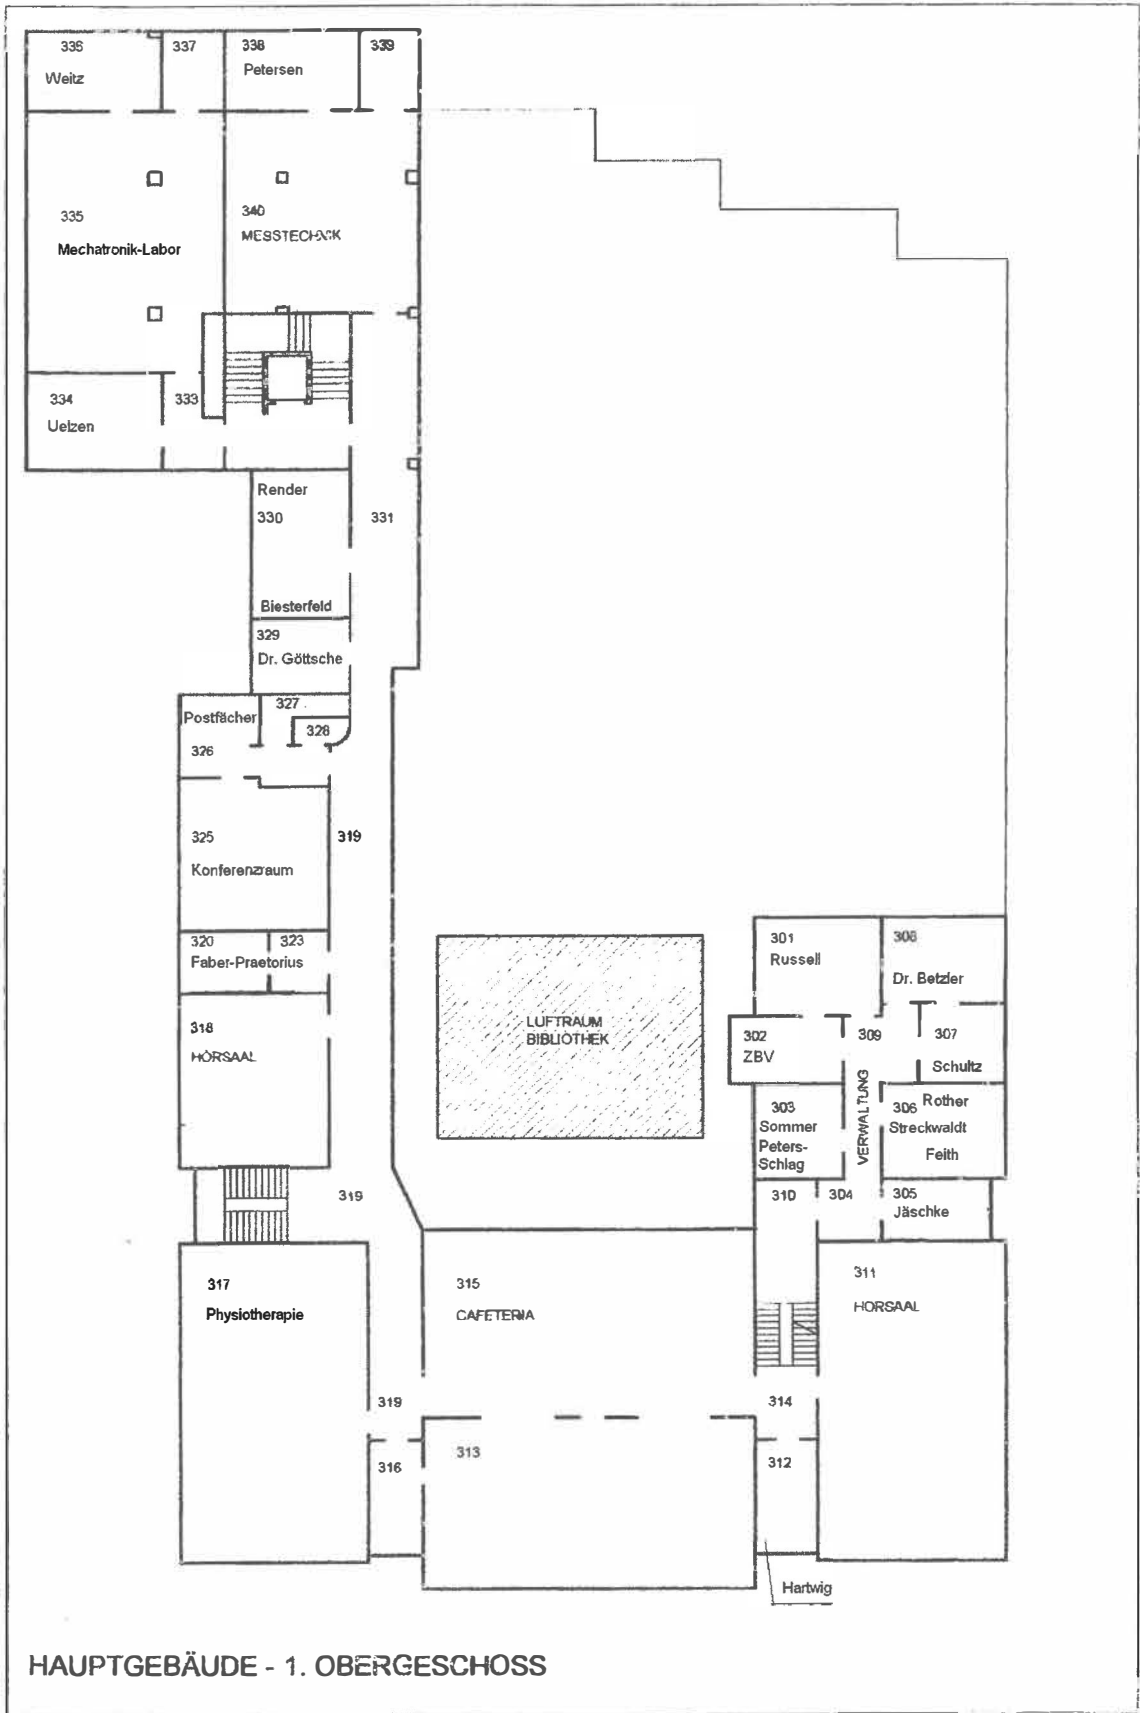 336
Weitz
337
338
Petersen
339
335
Mechatronik-Labor
340
MESSTECHNIK
334
Uelzen
333
Render
330
331
Biesterfeld
329
Dr. Göttsche
327
Postfächer
328
326
325
Konferenzraum
319
320
323
Faber-Praetorius
318
HÖRSAAL
LUFTRAUM
BIBLIOTHEK
301
Russell
308
Dr. Betzler
302
ZBV
309
307
Schultz
VERWALTUNG
303
Sommer
Peters-
Schlag
306
Rother
Streckwaldt
Feith
310
304
305
Jäschke
319
317
Physiotherapie
315
CAFETERIA
311
HÖRSAAL
319
314
313
316
312
Hartwig
HAUPTGEBÄUDE - 1. OBERGESCHOSS